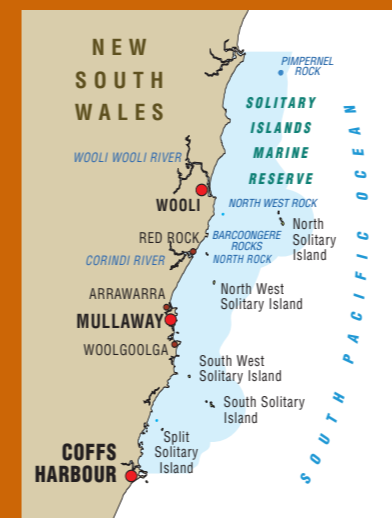 NEW
SOUTH
WALES
PIMPERNEL
ROCK
SOLITARY
ISLANDS
MARINE
RESERVE
SOUTH PACIFIC OCEAN
WOOLI WOOLI RIVER
WOOLI
NORTH WEST ROCK
RED ROCK
BARCOONGERE
ROCKS
North
Solitary
Island
CORINDI RIVER
NORTH ROCK
ARRAWARRA
North West
Solitary Island
MULLAWAY
WOOLGOOLGA
South West
Solitary Island
South Solitary
Island
Split
Solitary
Island
COFFS
HARBOUR